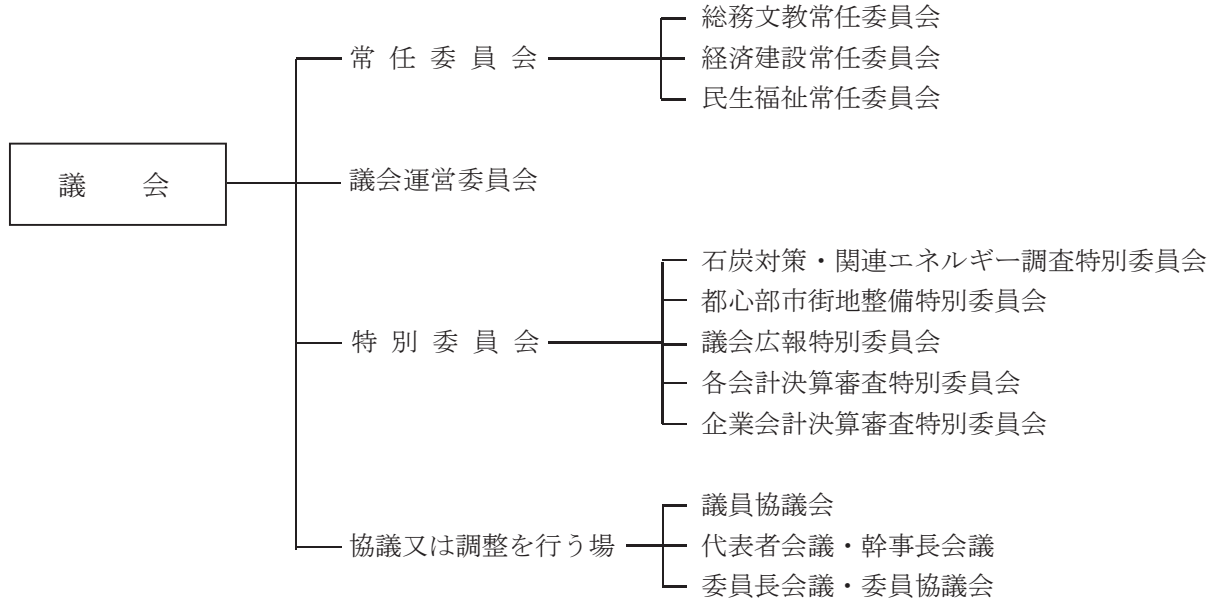 議会
常任委員会
総務文教常任委員会
経済建設常任委員会
民生福祉常任委員会
議会運営委員会
特別委員会
石炭対策・関連エネルギー調査特別委員会
都心部市街地整備特別委員会
議会広報特別委員会
各会計決算審査特別委員会
企業会計決算審査特別委員会
協議又は調整を行う場
議員協議会
代表者会議・幹事長会議
委員長会議・委員協議会